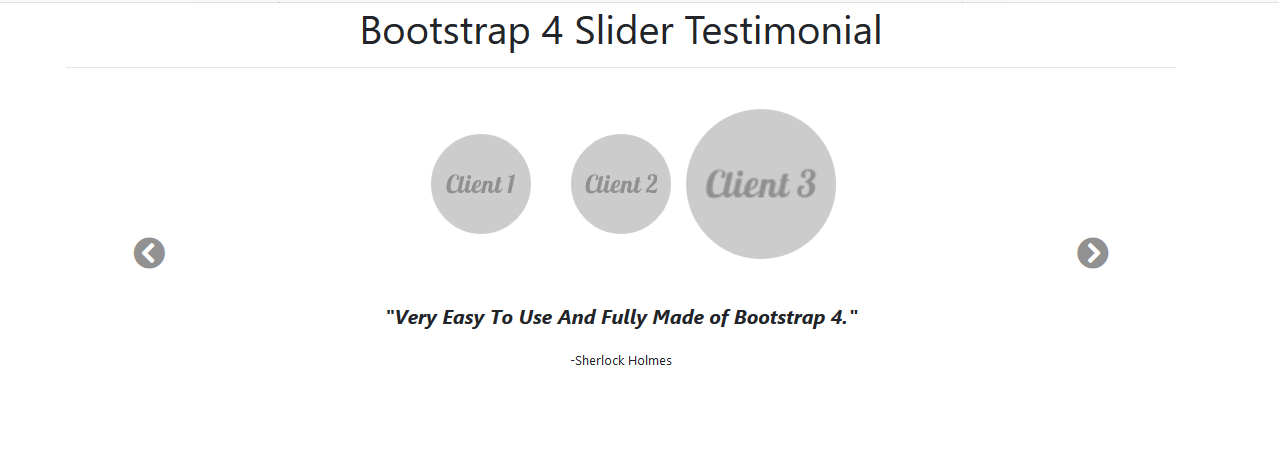 Bootstrap 4 Slider Testimonial
Client 1
Client 2
Client 3
"Very Easy To Use And Fully Made of Bootstrap 4."
-Sherlock Holmes